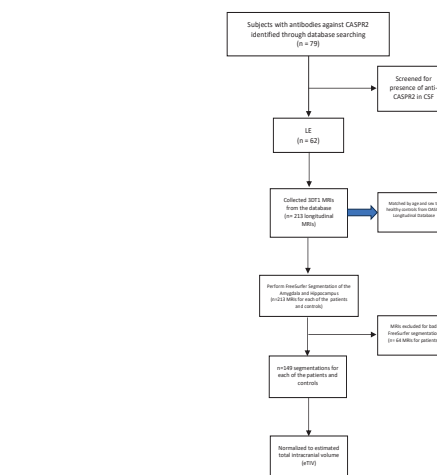 Subjects with antibodies against CASPR2
identified through database searching
(n = 79)
Screened for
presence of anti-
CASPR2 in CSF
LE
(n = 62)
Collected 3DT1 MRIs
from the database
(n= 213 longitudinal
MRIs)
Matched by age and sex
healthy controls from
Longitudinal Database
Perform FreeSurfer Segmentation of the
Amygdala and Hippocampus
(n=213 MRIs for each of the patients
and controls)
MRIs excluded for bad
FreeSurfer
(n= 64 MRIs for
n=149 segmentations for
each of the patients and
controls
Normalized to estimated
total intracranial volume
(eTIV)